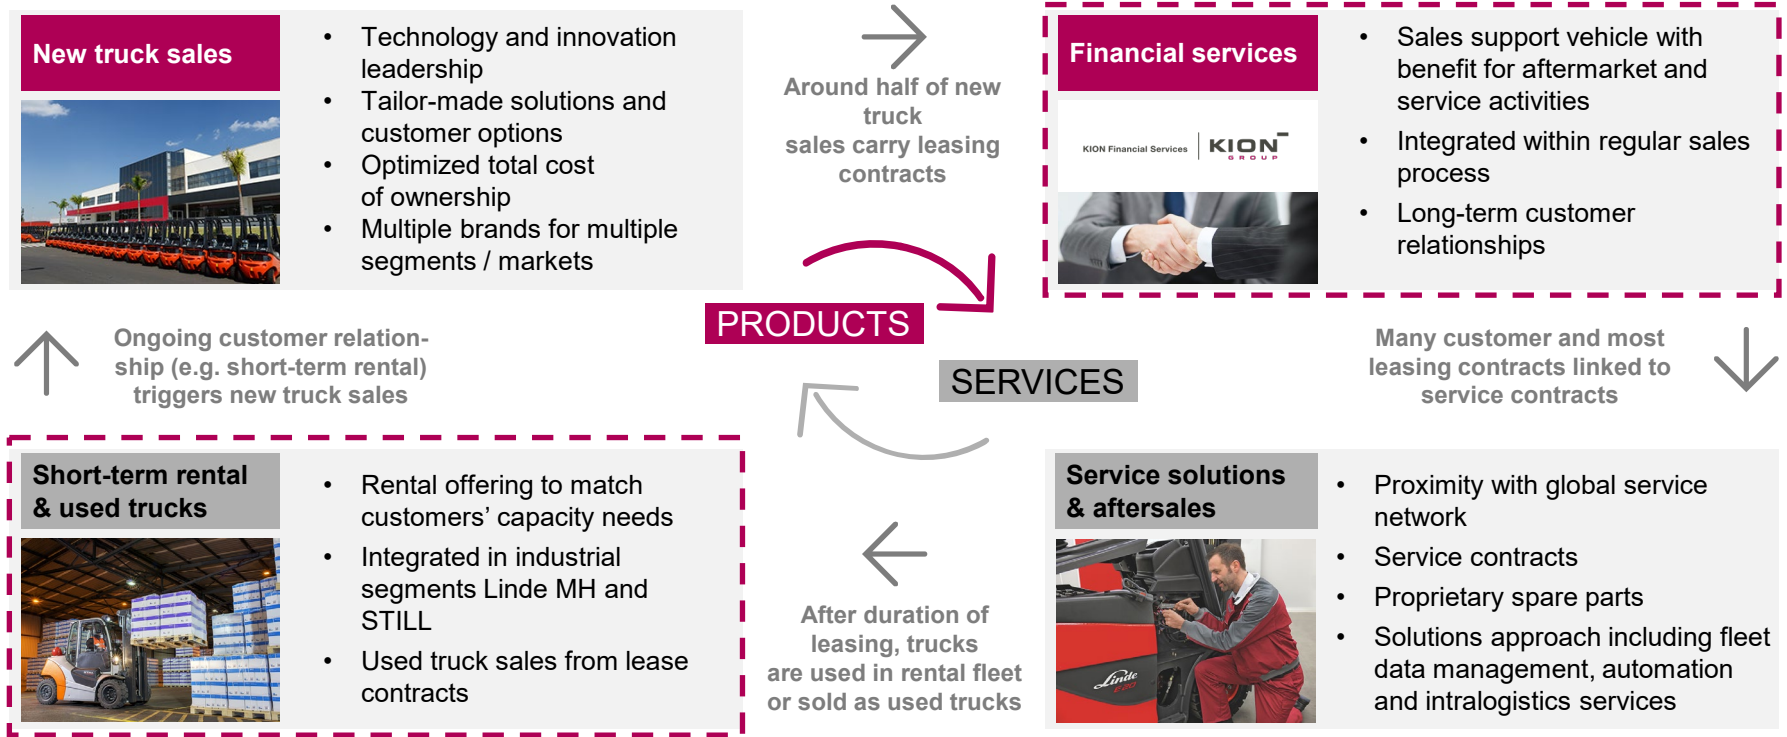 New truck sales
• Technology and innovation
leadership
• Tailor-made solutions and
customer options
• Optimized total cost
of ownership
• Multiple brands for multiple
segments / markets
Around half of new
truck
sales carry leasing
contracts
Financial services
KION Financial Services
KION
GROUP
• Sales support vehicle with
benefit for aftermarket and
service activities
• Integrated within regular sales
process
• Long-term customer
relationships
PRODUCTS
SERVICES
Ongoing customer relation-
ship (e.g. short-term rental)
triggers new truck sales
Many customer and most
leasing contracts linked to
service contracts
Short-term rental
& used trucks
• Rental offering to match
customers’ capacity needs
• Integrated in industrial
segments Linde MH and
STILL
• Used truck sales from lease
contracts
After duration of
leasing, trucks
are used in rental fleet
or sold as used trucks
Service solutions
& aftersales
Linde
E20
• Proximity with global service
network
• Service contracts
• Proprietary spare parts
• Solutions approach including fleet
data management, automation
and intralogistics services